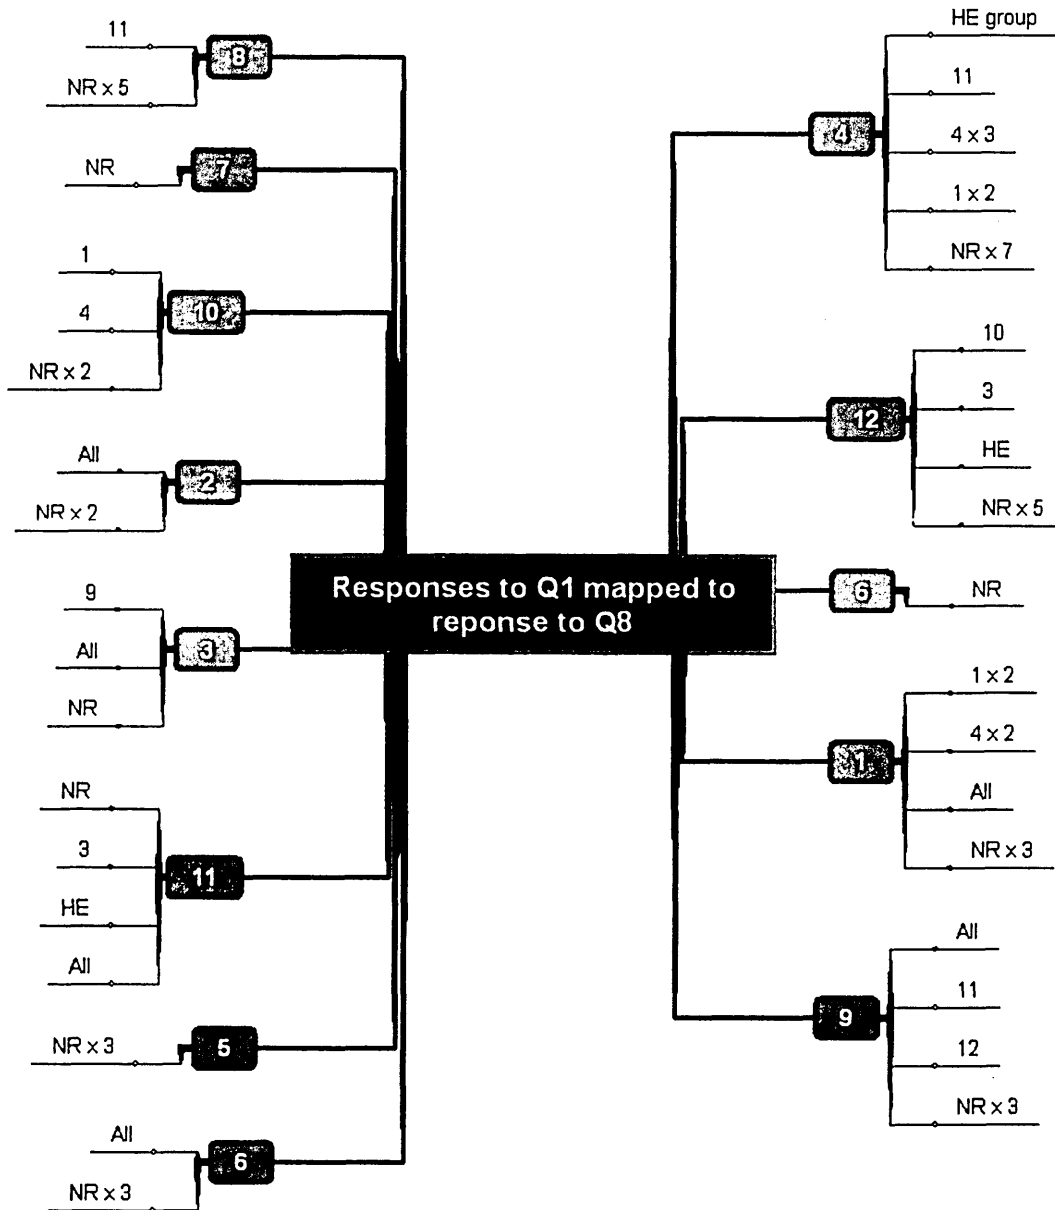 11
8
NR x 5
NR
7
1
10
4
NR x 2
All
2
NR x 2
9
3
All
NR
NR
3
11
HE
All
NR x 3
5
All
6
NR x 3
Responses to Q1 mapped to
reponse to Q8
HE group
11
4
4 x 3
1 x 2
NR x 7
10
3
12
HE
NR x 5
6
NR
1 x 2
4 x 2
1
All
NR x 3
All
11
9
12
NR x 3